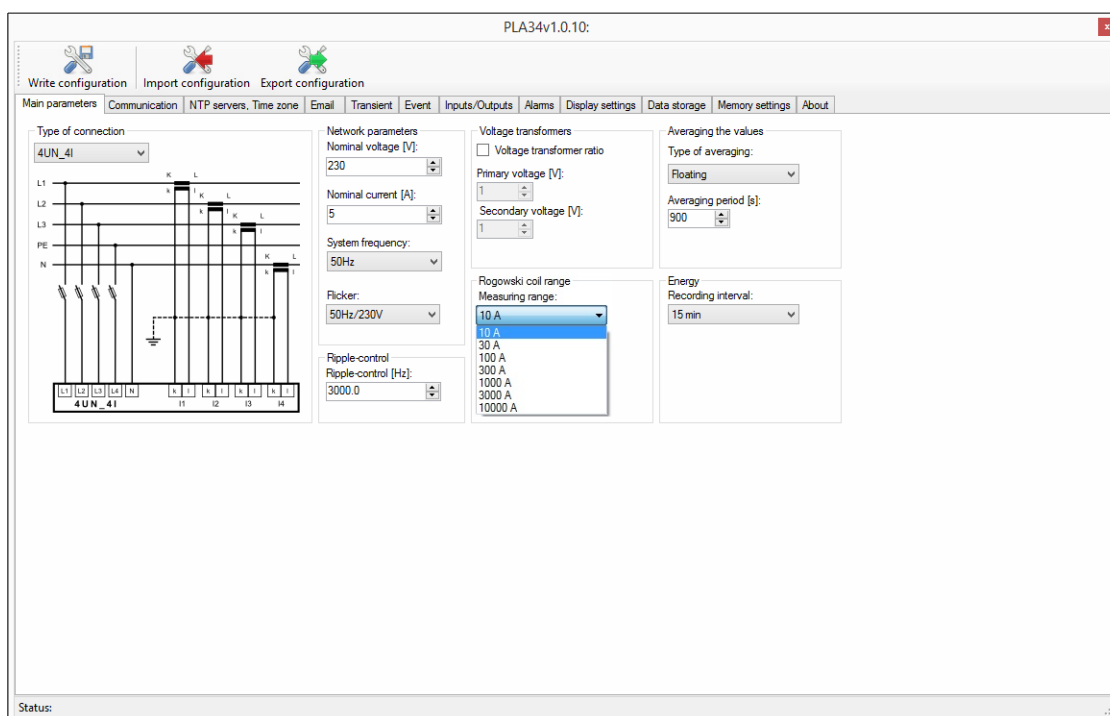 PLA34v1.0.10:
x
Write configuration Import configuration Export configuration
Main parameters Communication NTP servers, Time zone Email Transient Event Inputs/Outputs Alarms Display settings Data storage Memory settings About
Type of connection
4UN_4I
K L
k l
L1
K L
k l
L2
K L
k l
L3
PE
K L
k l
N
L1 L2 L3 L4 N k l k l k l k l
4UN_4I I1 I2 I3 I4
Network parameters
Nominal voltage [V]:
230
Nominal current [A]:
5
System frequency:
50Hz
Flicker:
50Hz/230V
Ripple-control
Ripple-control [Hz]:
3000.0
Voltage transformers
Voltage transformer ratio
Primary voltage [V]:
1
Secondary voltage [V]:
1
Rogowski coil range
Measuring range:
10 A
10 A
30 A
100 A
300 A
1000 A
3000 A
10000 A
Averaging the values
Type of averaging:
Floating
Averaging period [s]:
900
Energy
Recording interval:
15 min
Status: